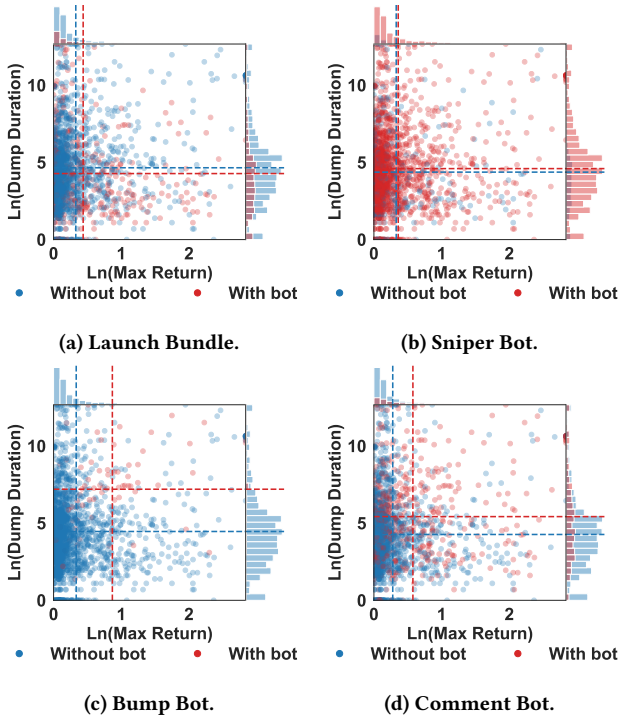 10
5
0
Ln(Dump Duration)
0 1 2
Ln(Max Return)
Without bot With bot
(a) Launch Bundle.
10
5
0
Ln(Dump Duration)
0 1 2
Ln(Max Return)
Without bot With bot
(b) Sniper Bot.
10
5
0
Ln(Dump Duration)
0 1 2
Ln(Max Return)
Without bot With bot
(c) Bump Bot.
10
5
0
Ln(Dump Duration)
0 1 2
Ln(Max Return)
Without bot With bot
(d) Comment Bot.